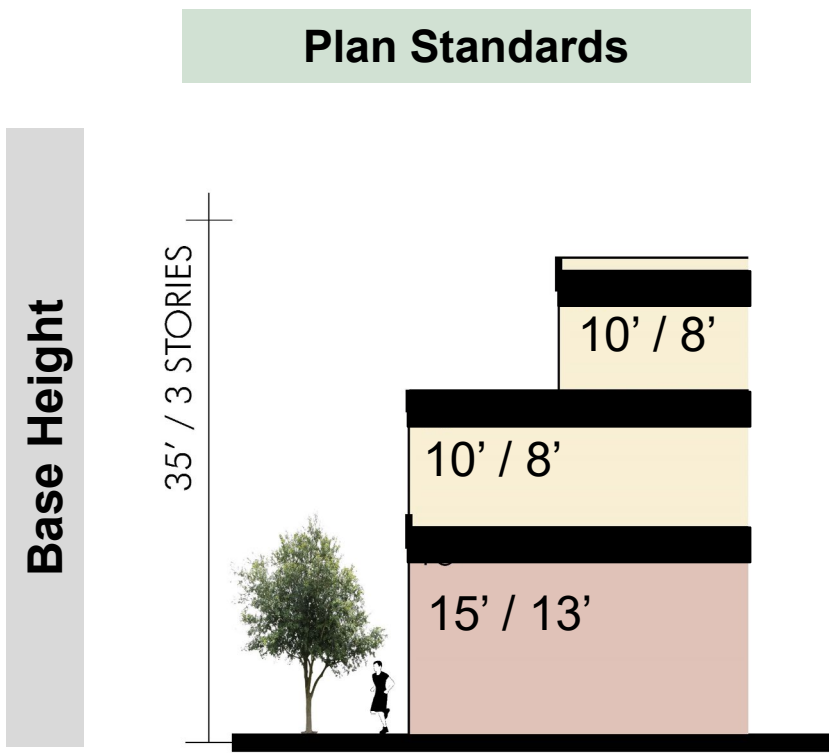 Plan Standards
Base Height
35’ / 3 STORIES
10’ / 8’
10’ / 8’
15’ / 13’